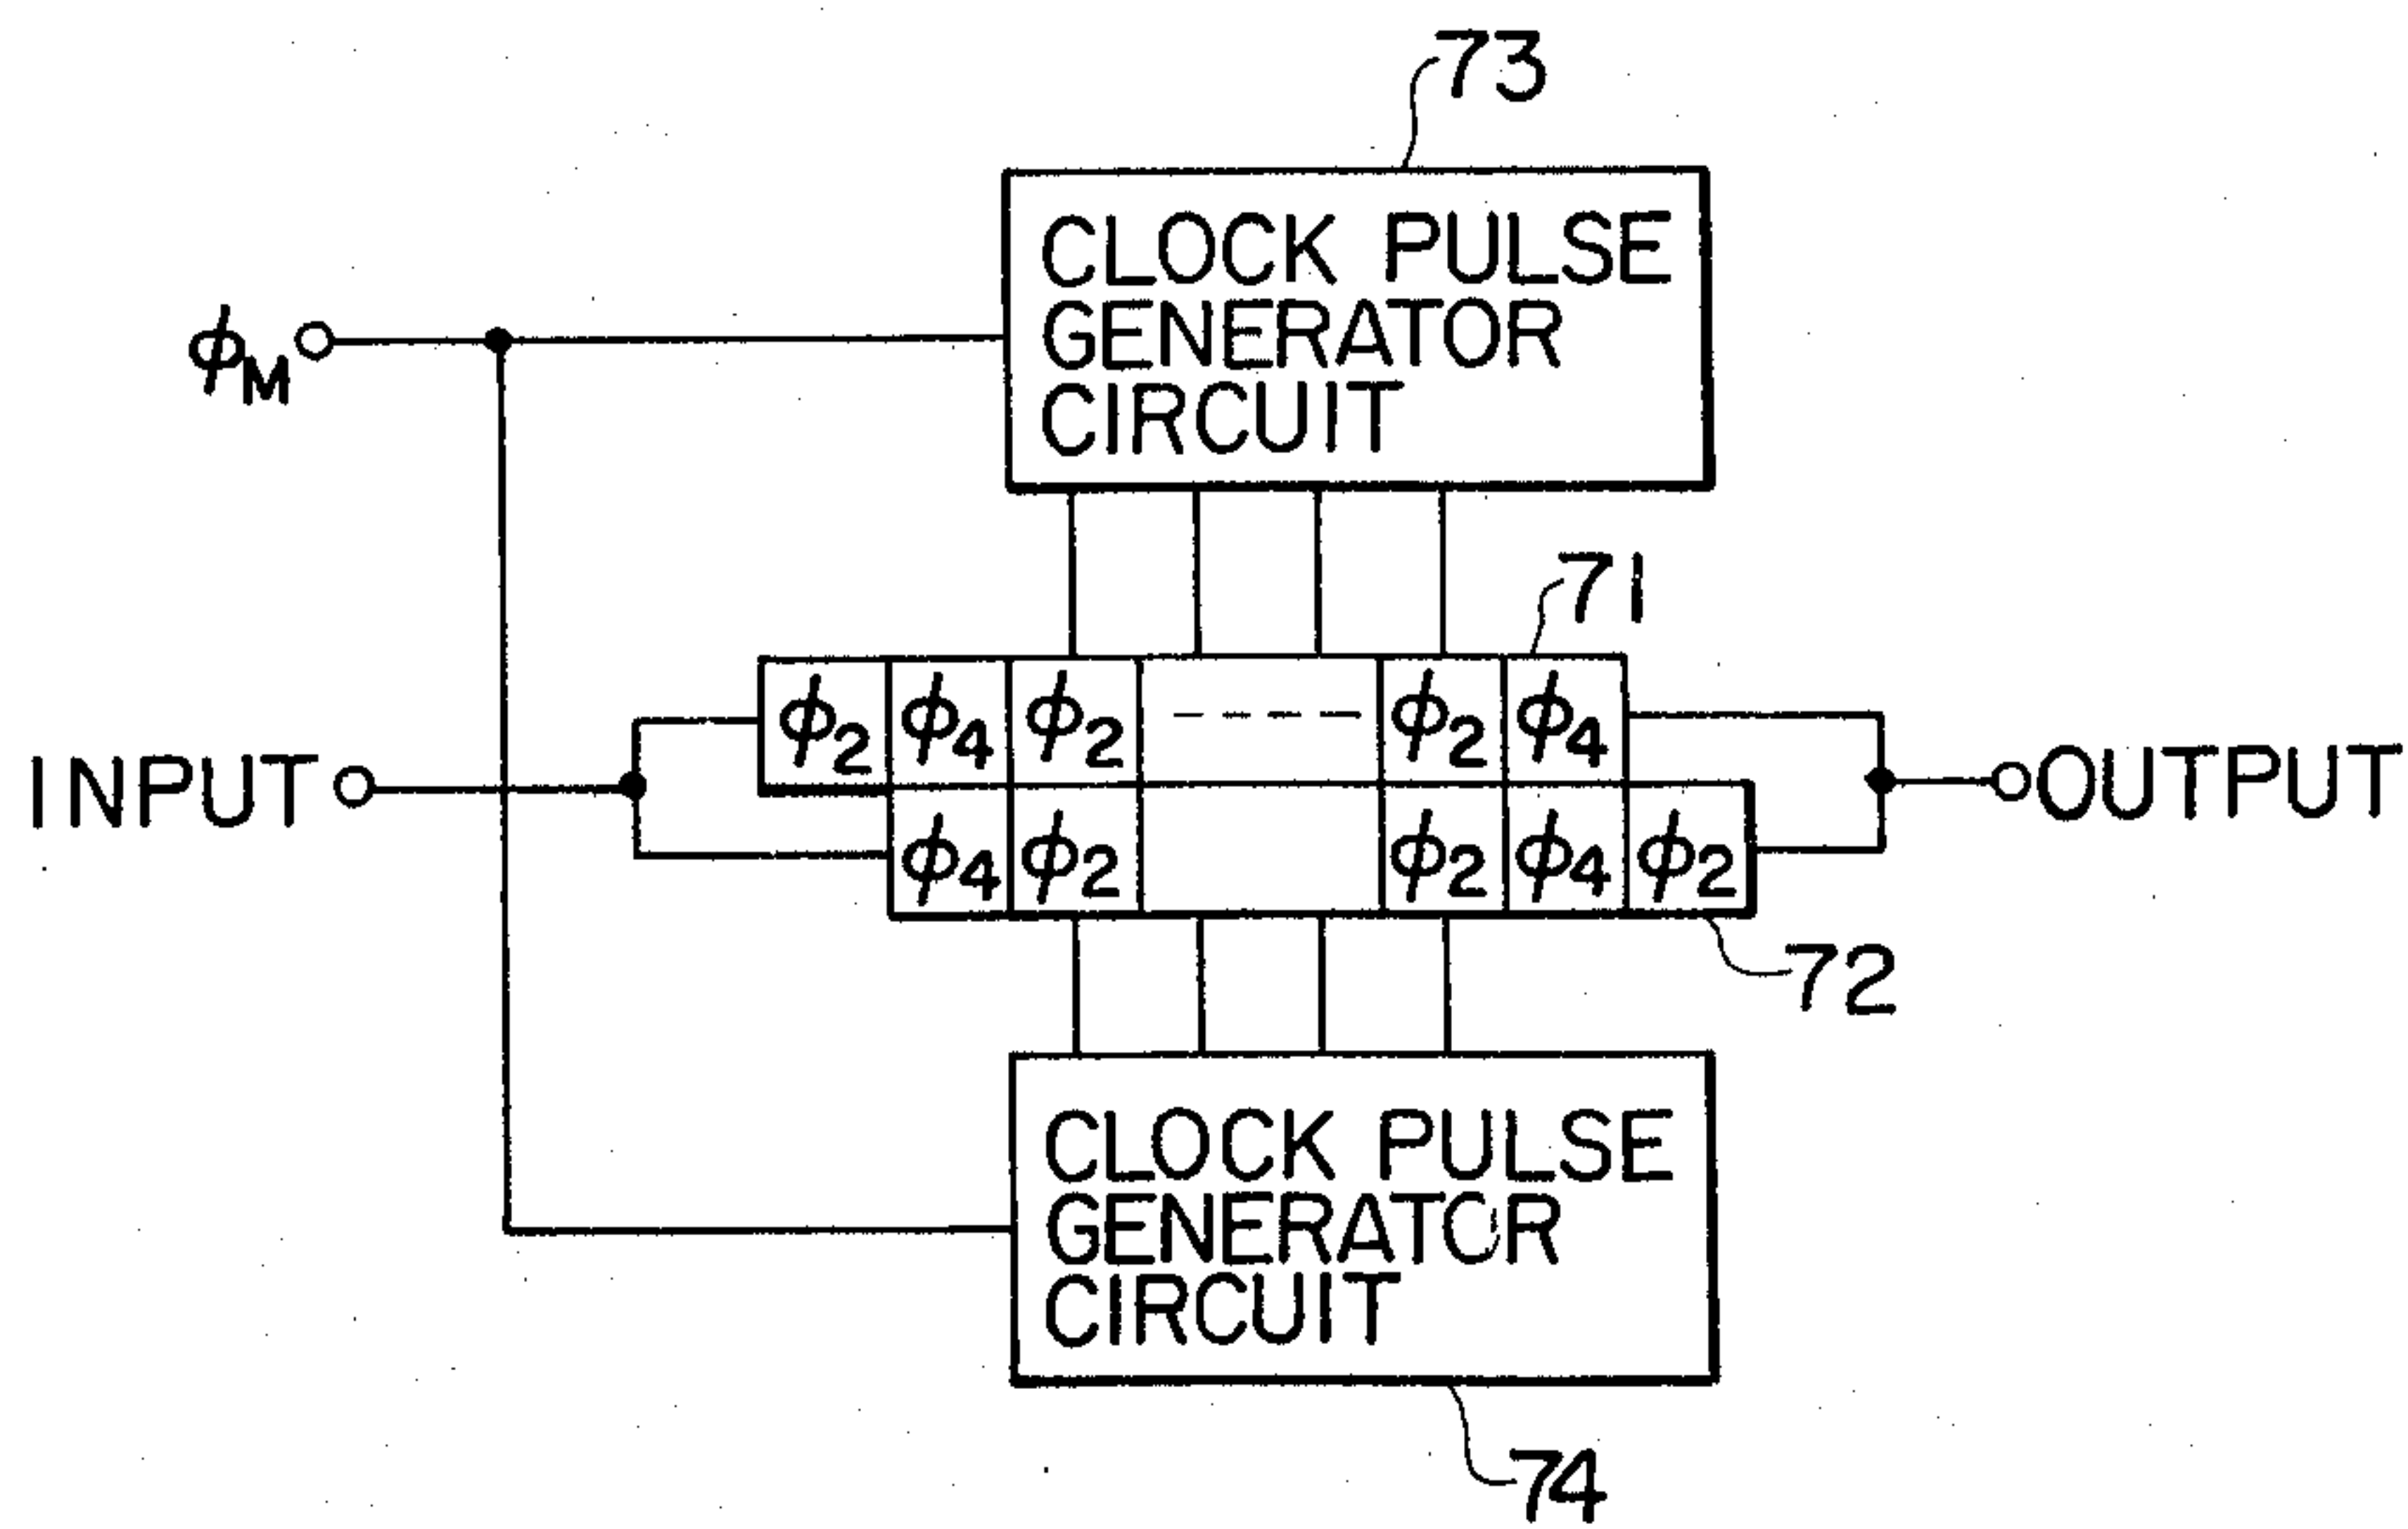 73
CLOCK PULSE
GENERATOR
CIRCUIT
ϕM
71
ϕ2 ϕ4 ϕ2 ---- ϕ2 ϕ4
INPUT
OUTPUT
ϕ4 ϕ2 ϕ2 ϕ4 ϕ2
72
CLOCK PULSE
GENERATOR
CIRCUIT
74